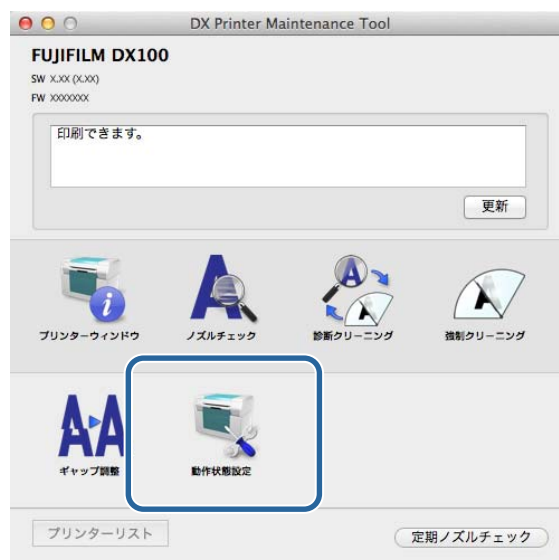 DX Printer Maintenance Tool
FUJIFILM DX100
SW X.XX (X.XX)
FW XXXXXXX
印刷できます。
更新
プリンターウィンドウ
ノズルチェック
診断クリーニング
強制クリーニング
ギャップ調整
動作状態設定
プリンターリスト
定期ノズルチェック